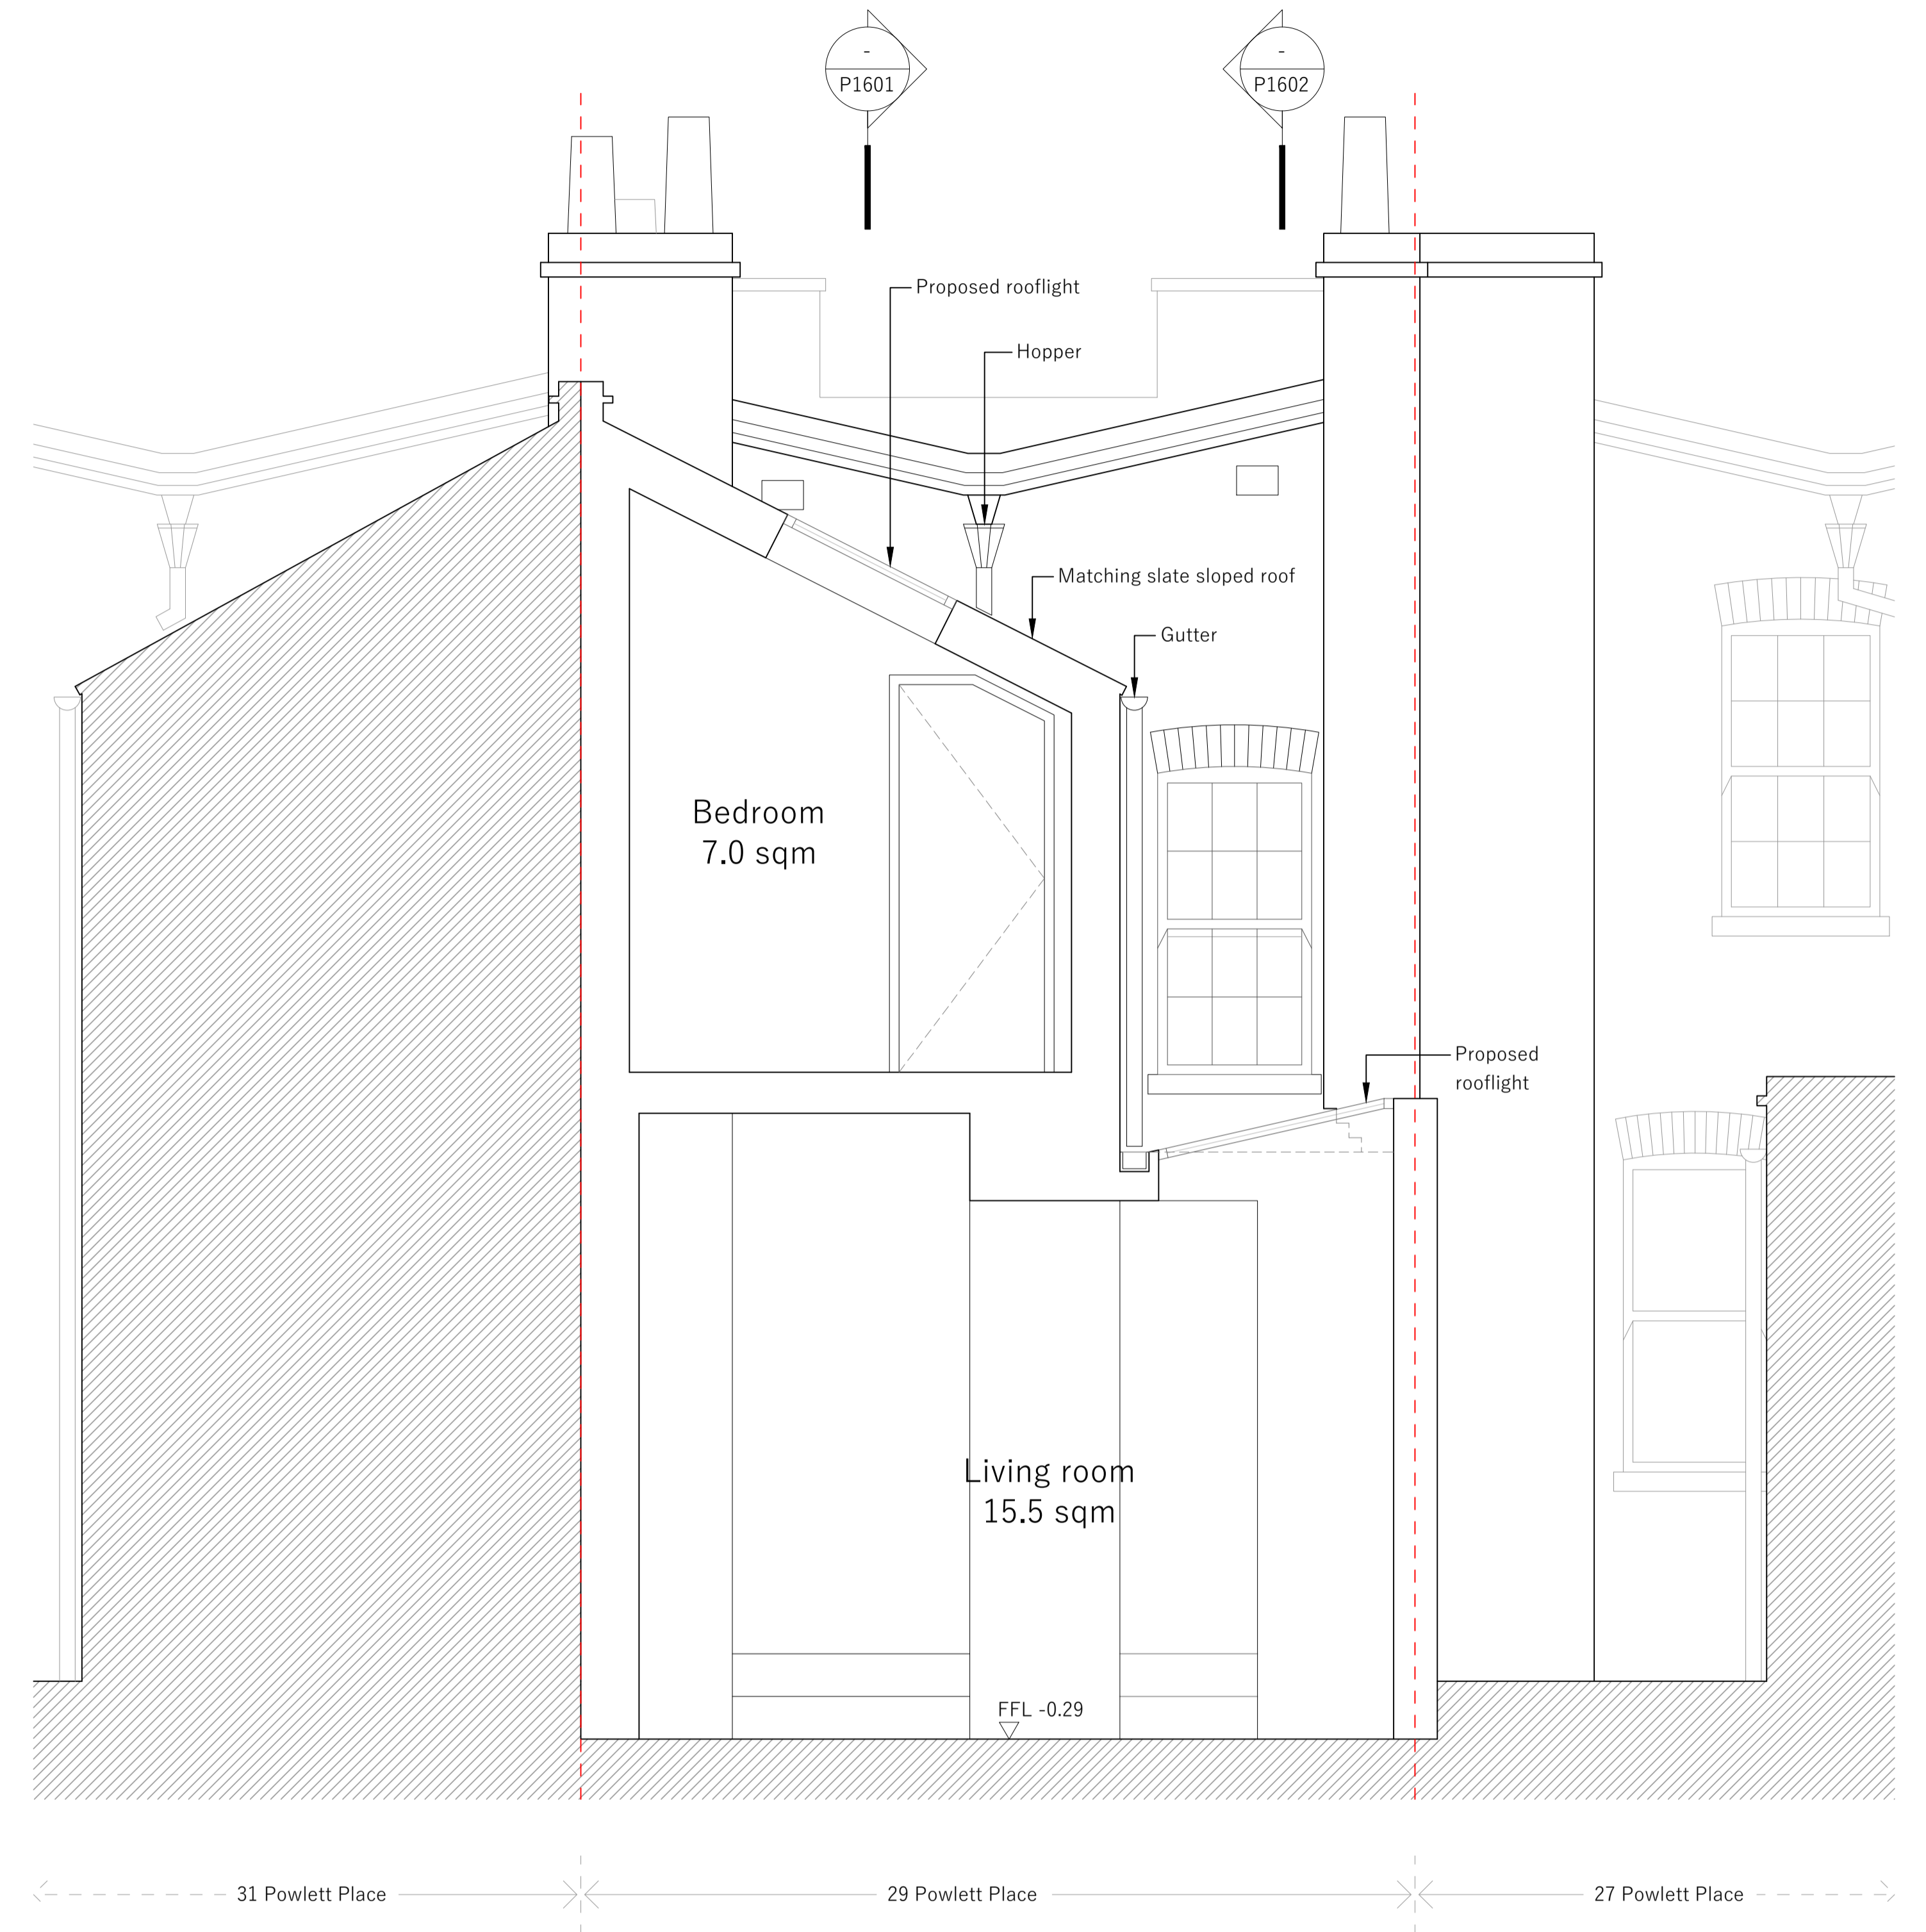 -
P1601
-
P1602
Proposed rooflight
Hopper
Matching slate sloped roof
Gutter
Bedroom
7.0 sqm
Proposed
rooflight
Living room
15.5 sqm
FFL -0.29
31 Powlett Place
29 Powlett Place
27 Powlett Place